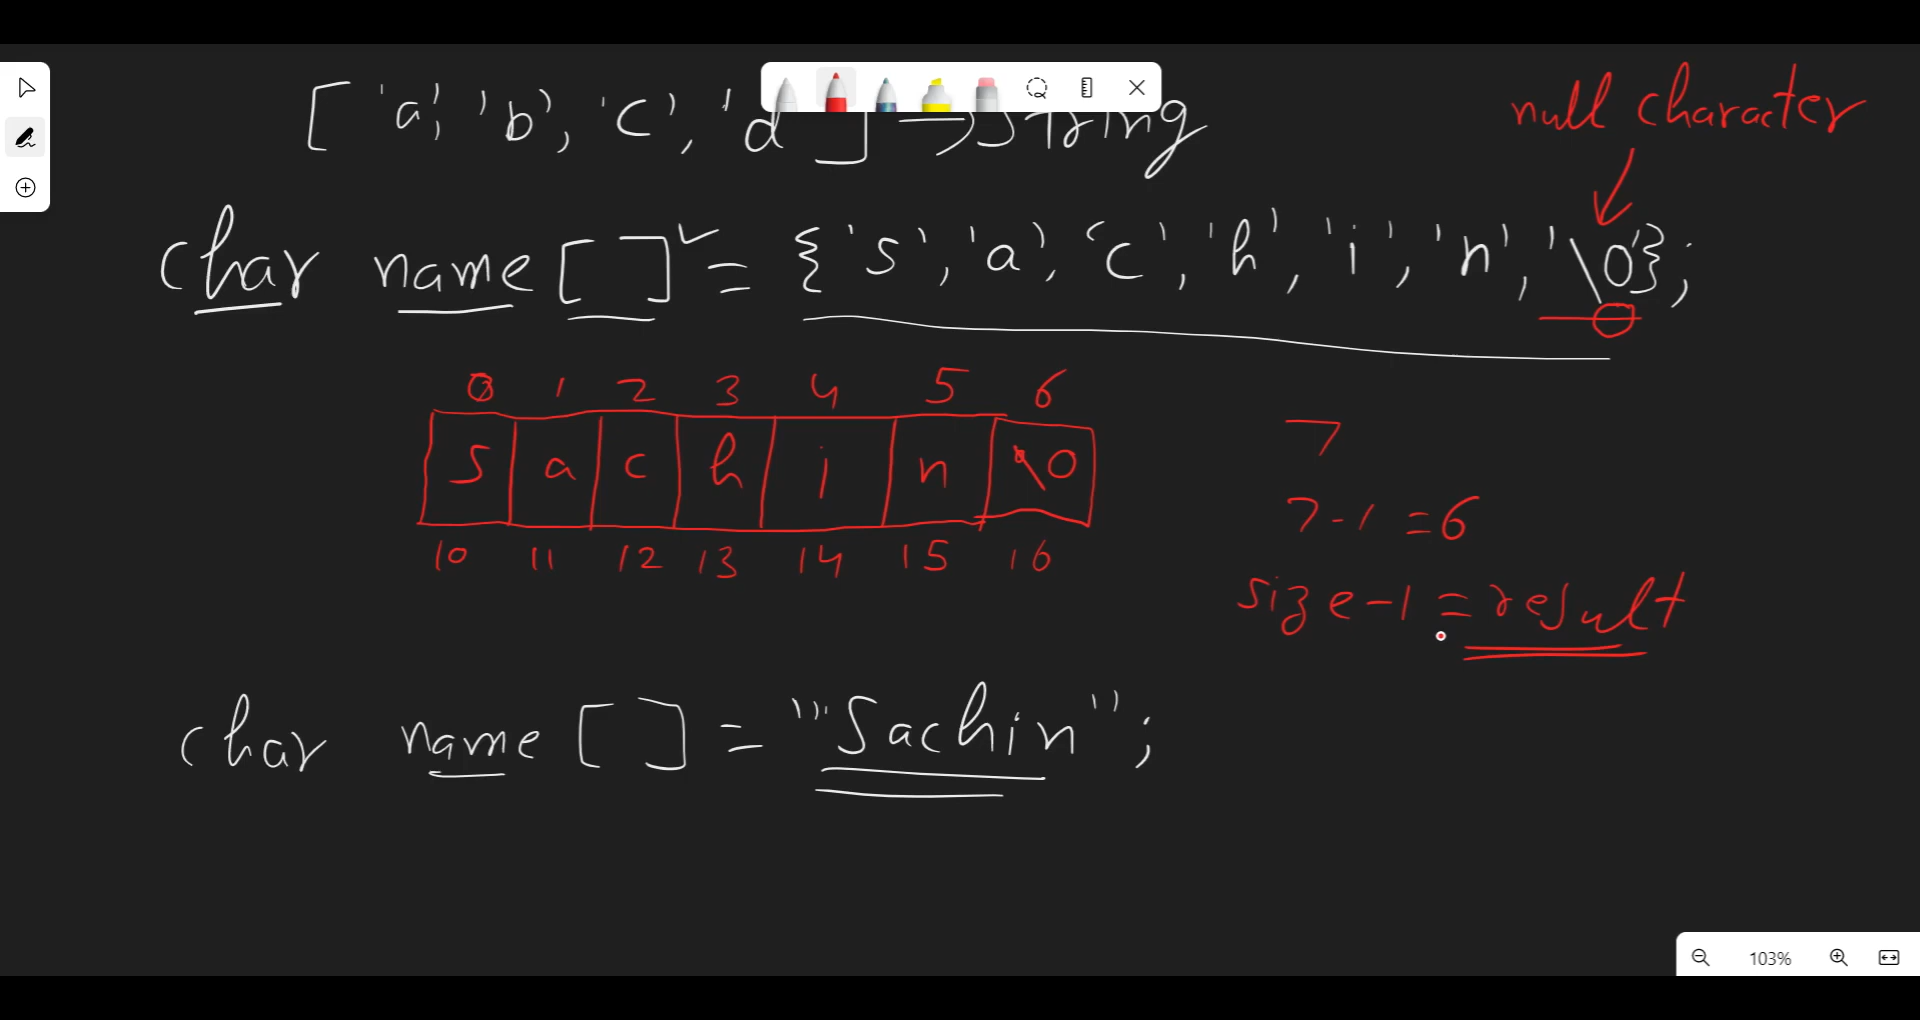 ['a', 'b', 'c', 'd'] → String
null character
char name[] = {'s', 'a', 'c', 'h', 'i', 'n', '\0'};
0 1 2 3 4 5 6
s a c h i n \0
10 11 12 13 14 15 16
7
7-1 = 6
size-1 = result
char name[] = "Sachin";
103%